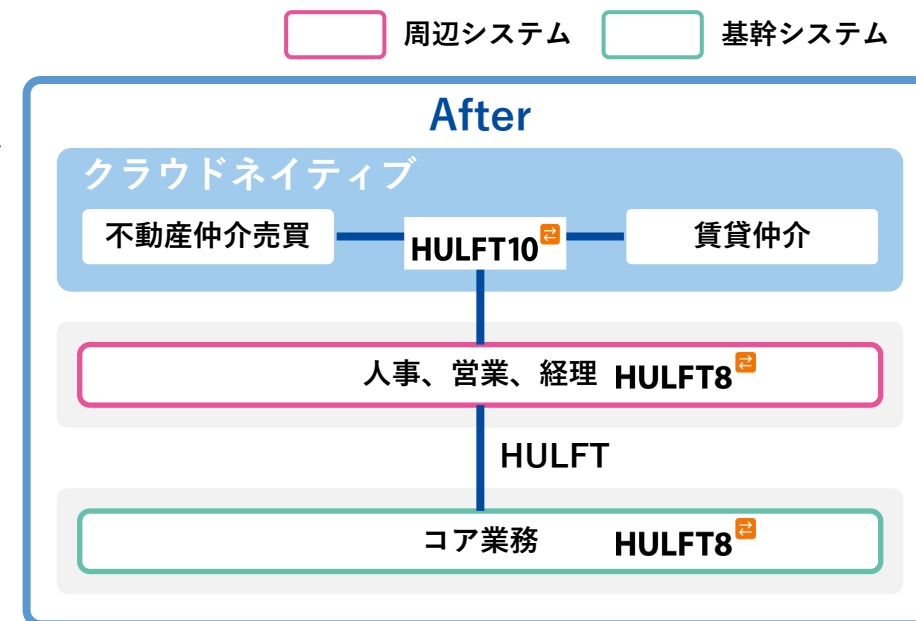 周辺システム
基幹システム
After
クラウドネイティブ
不動産仲介売買
HULFT10
賃貸仲介
人事、営業、経理 HULFT8
HULFT
コア業務 HULFT8